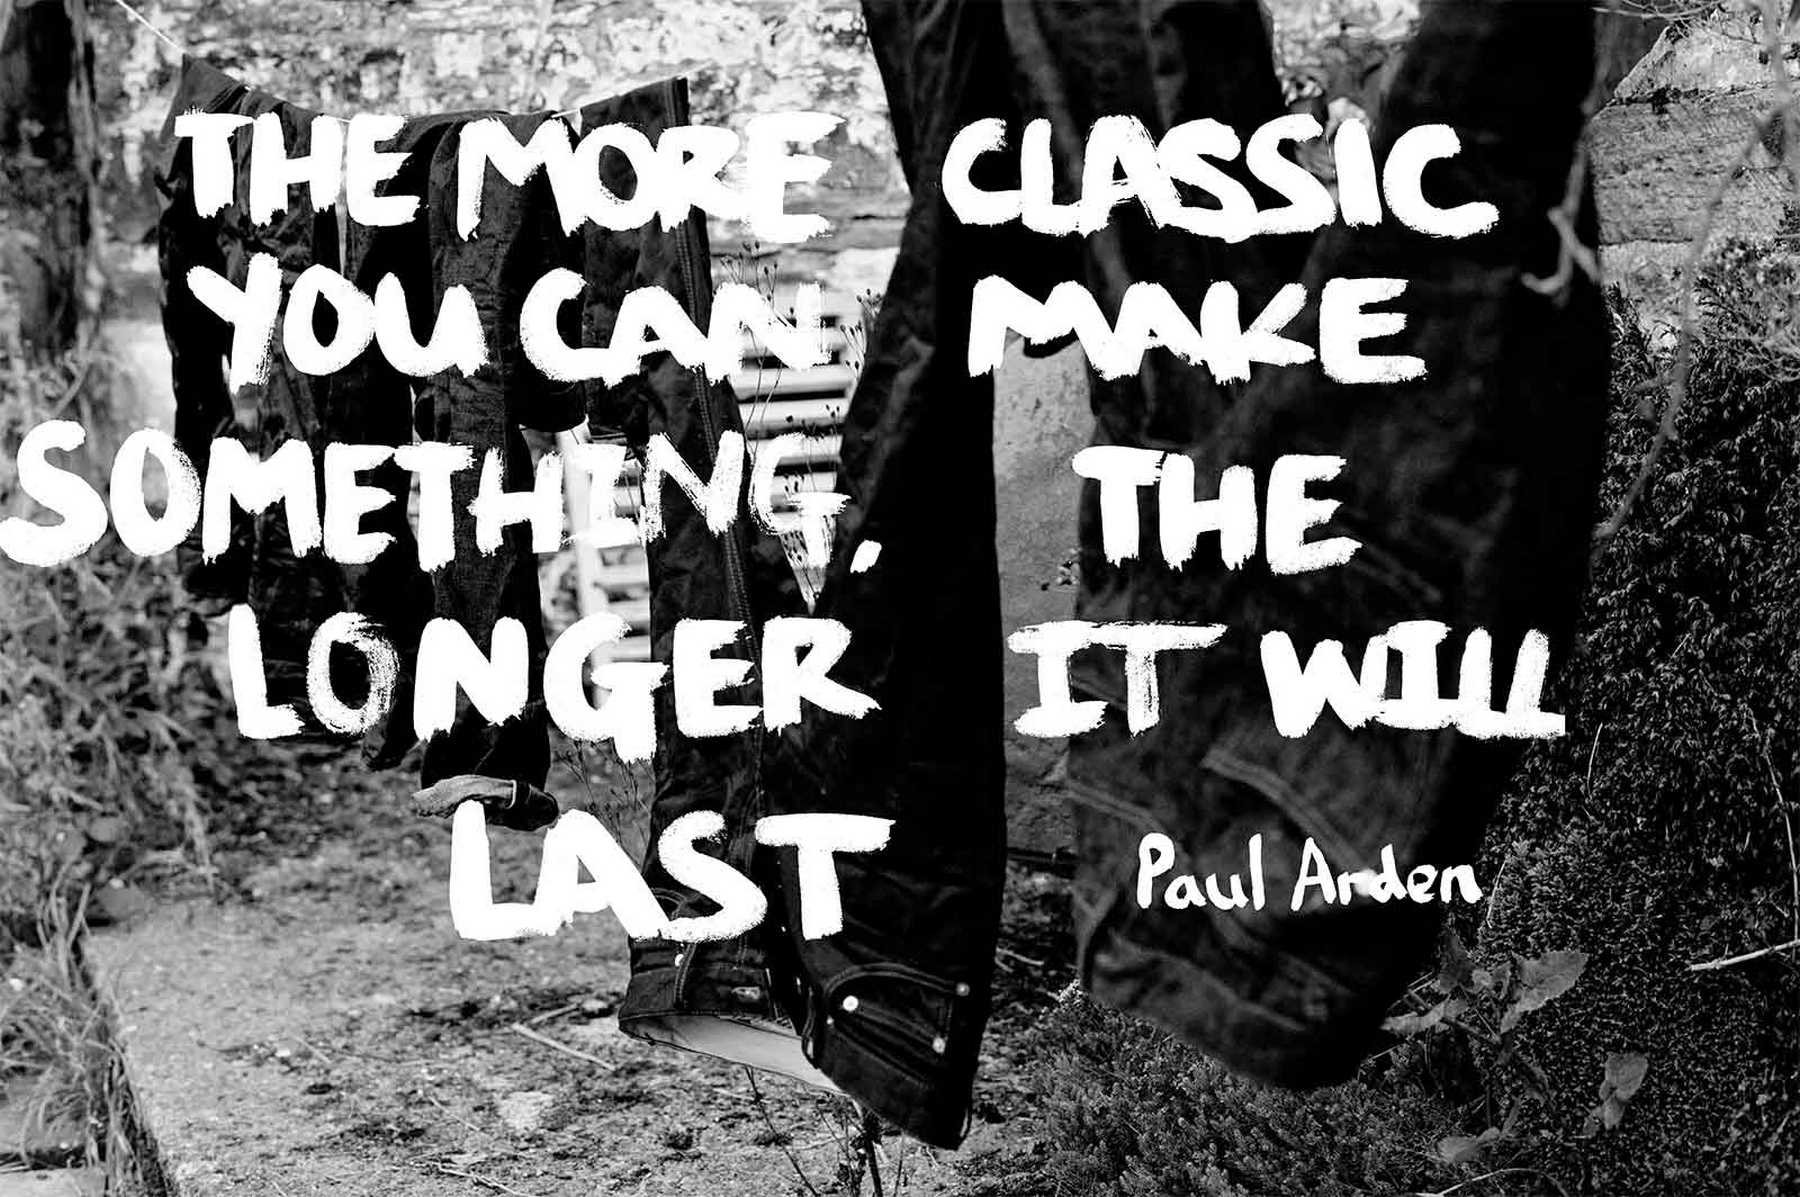 THE MORE CLASSIC
YOU CAN MAKE
SOMETHING, THE
LONGER IT WILL
LAST
Paul Arden